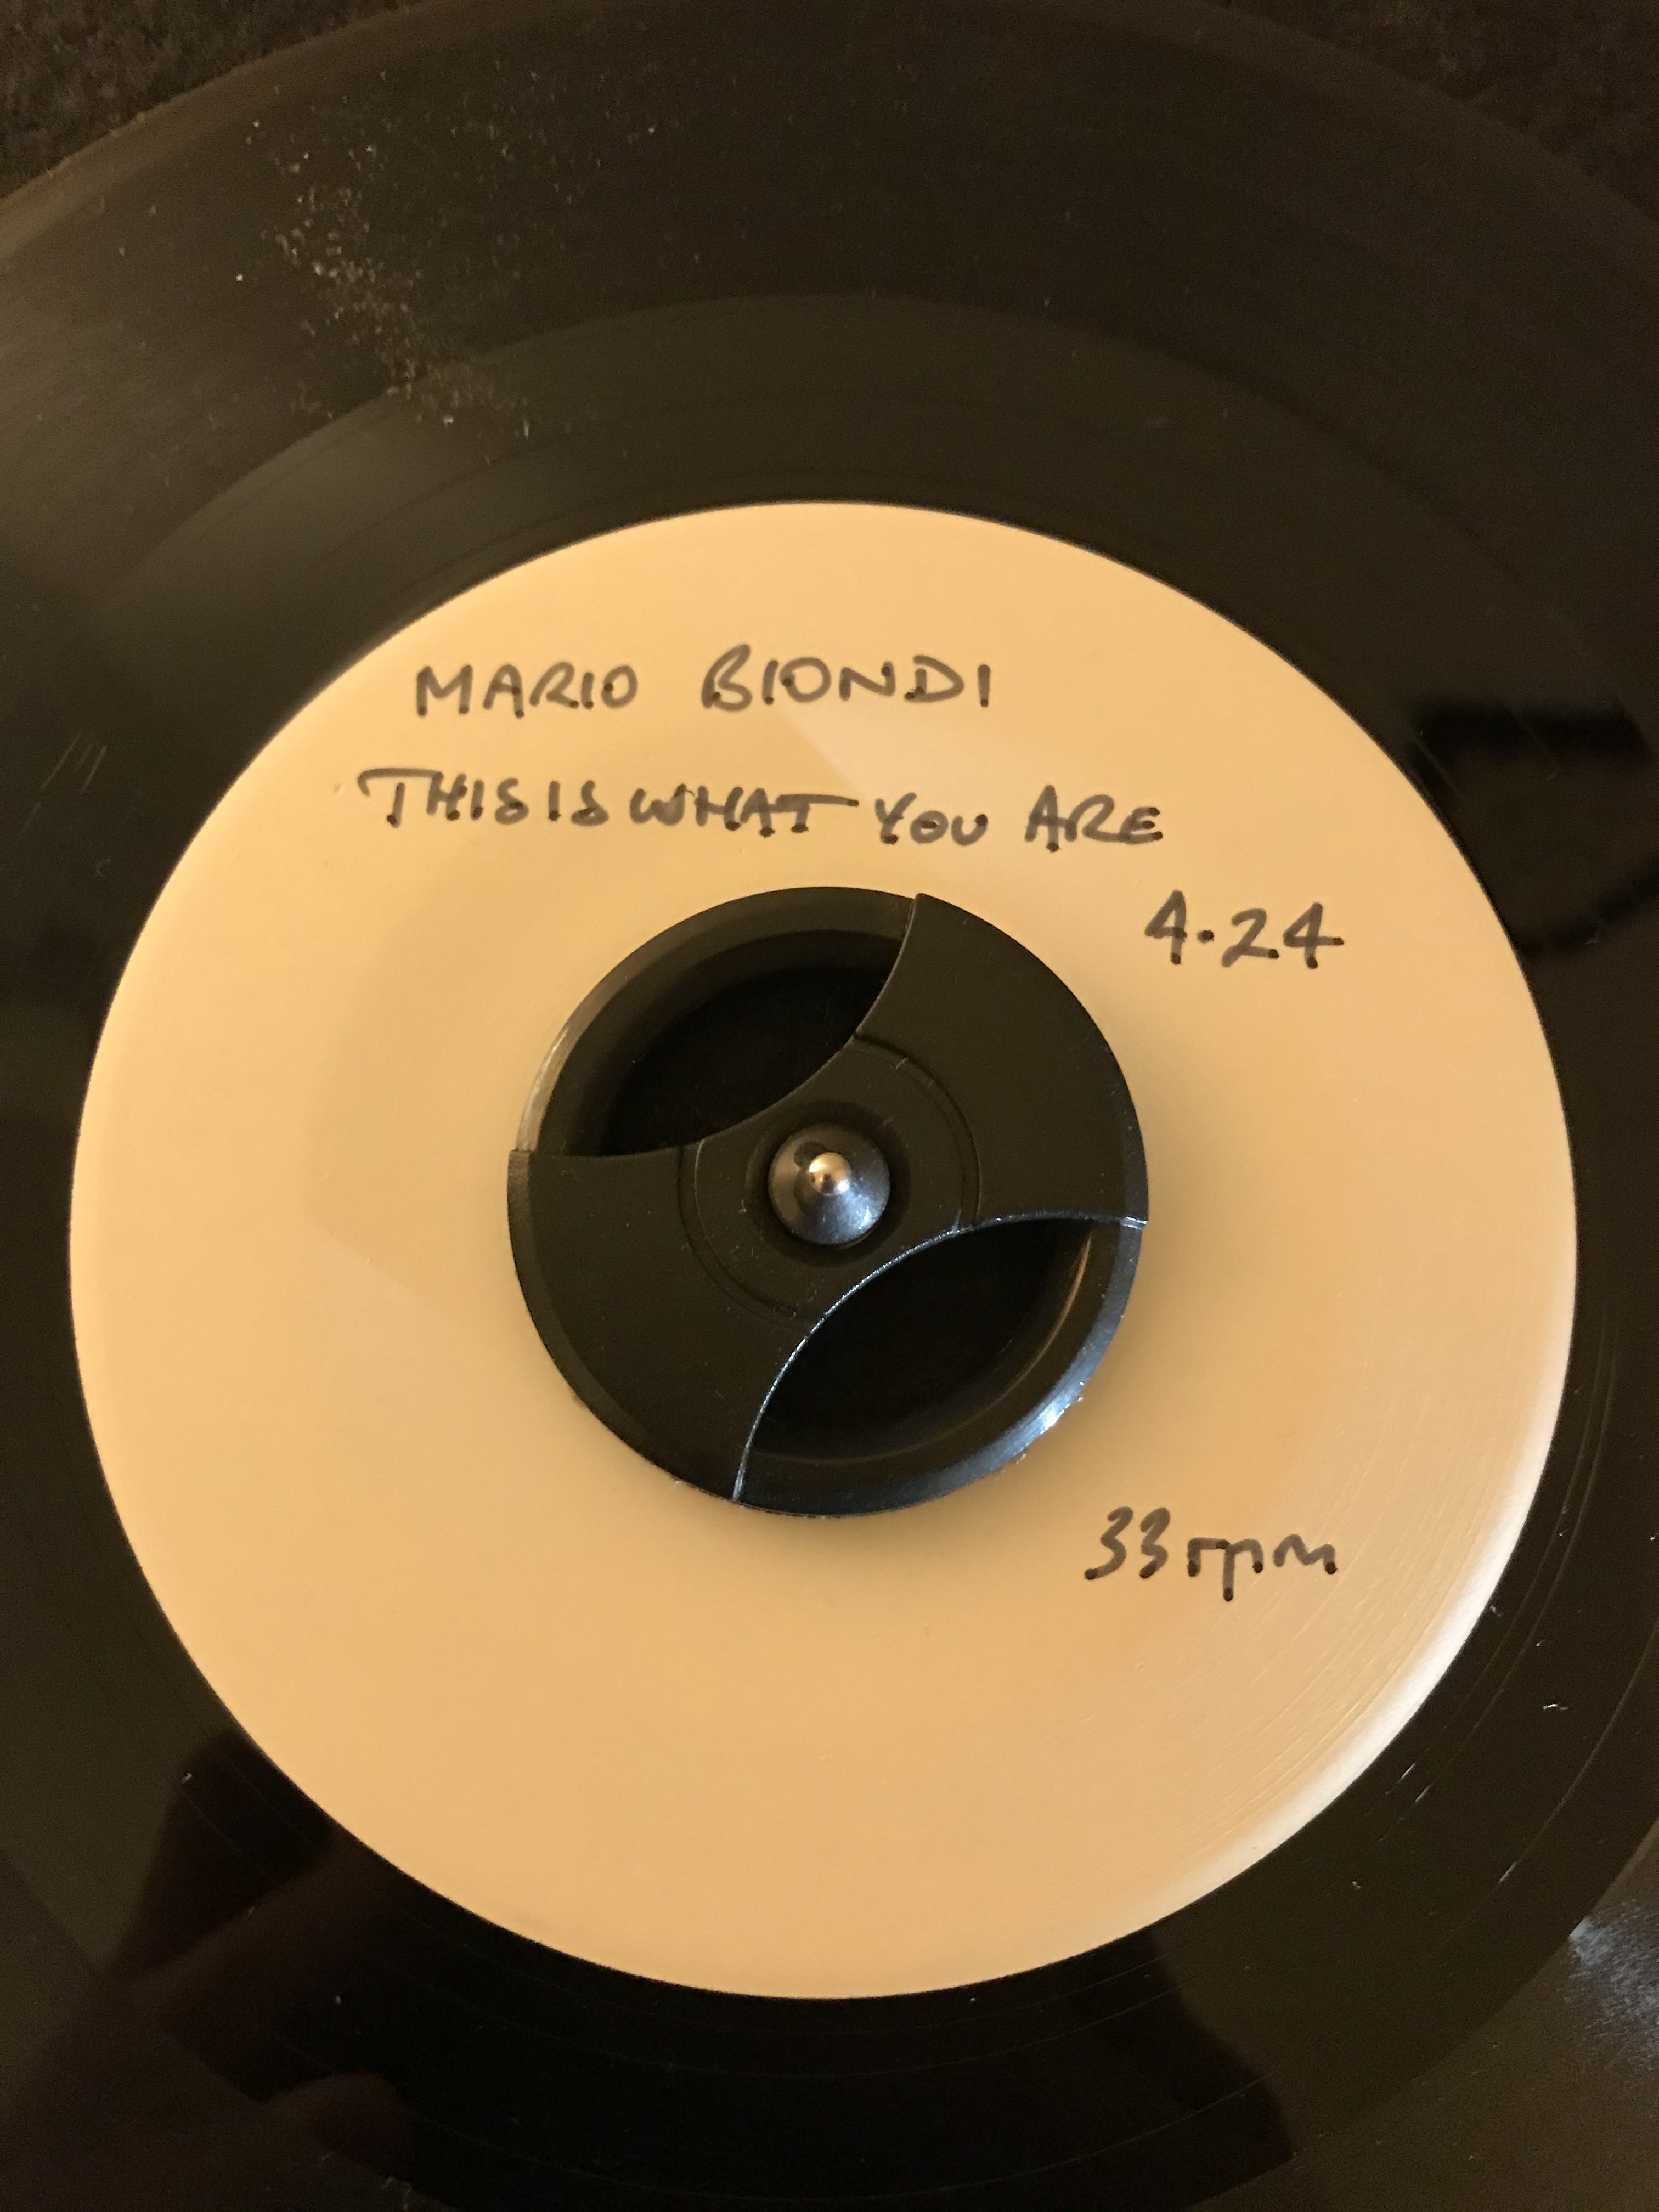 MARIO BIONDI
THIS IS WHAT YOU ARE
4.24
33rpm